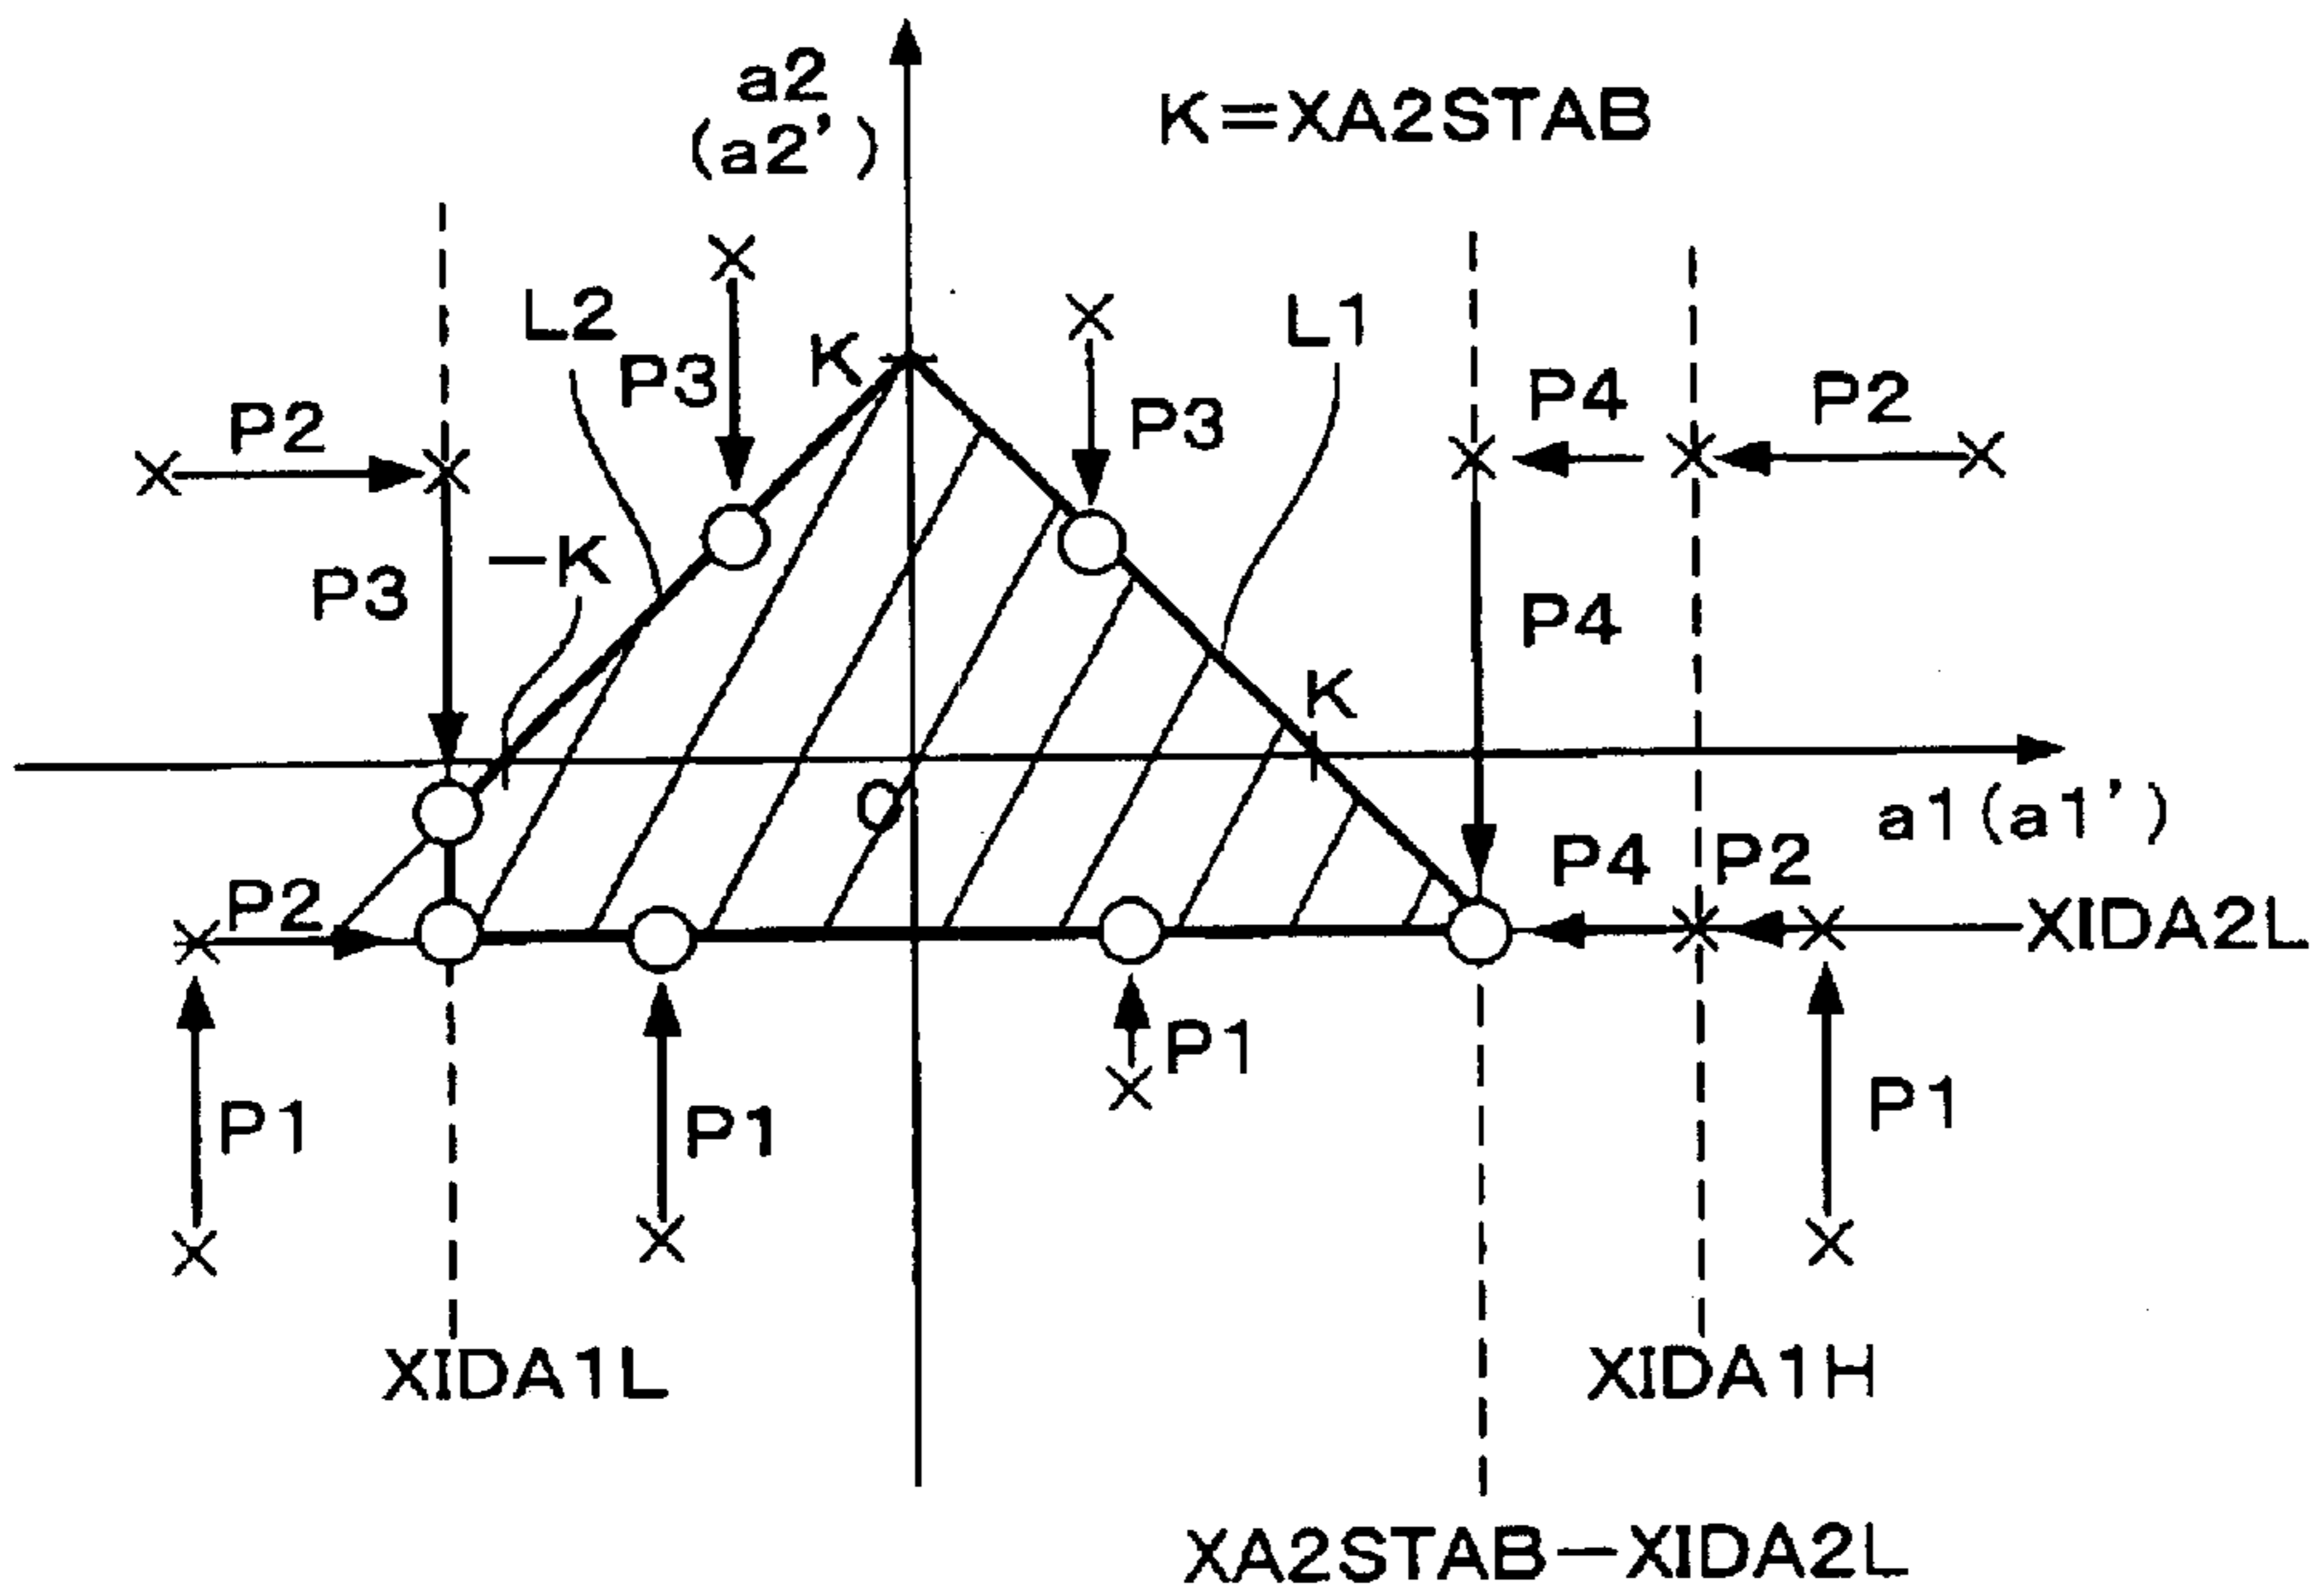 a2
(a2')
K=XA2STAB
L2
P3
K
L1
P2
P3
P4
P2
P3
-K
P4
K
O
a1(a1')
P2
P4
P2
XIDA2L
P1
P1
P1
P1
XIDA1L
XIDA1H
XA2STAB-XIDA2L